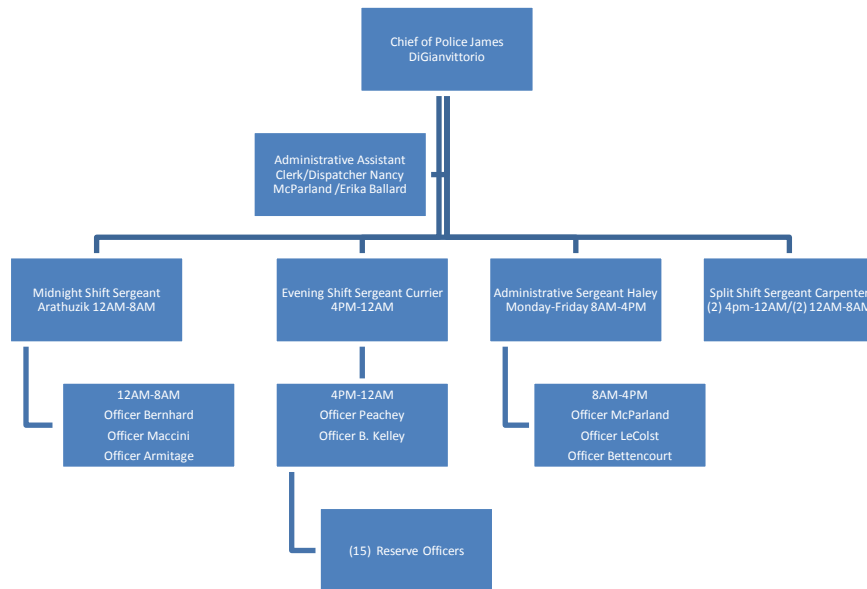 Chief of Police James
DiGianvittorio
Administrative Assistant
Clerk/Dispatcher Nancy
McParland /Erika Ballard
Midnight Shift Sergeant
Arathuzik 12AM-8AM
Evening Shift Sergeant Currier
4PM-12AM
Administrative Sergeant Haley
Monday-Friday 8AM-4PM
Split Shift Sergeant Carpenter
(2) 4pm-12AM/(2) 12AM-8AM
12AM-8AM
Officer Bernhard
Officer Maccini
Officer Armitage
4PM-12AM
Officer Peachey
Officer B. Kelley
8AM-4PM
Officer McParland
Officer LeColst
Officer Bettencourt
(15) Reserve Officers